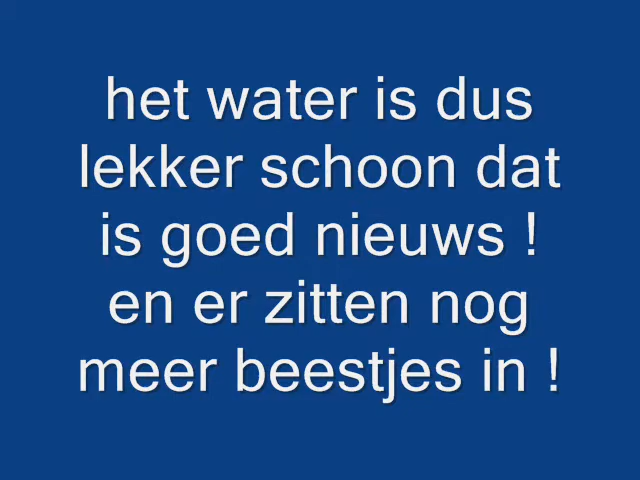 het water is dus
lekker schoon dat
is goed nieuws !
en er zitten nog
meer beestjes in !